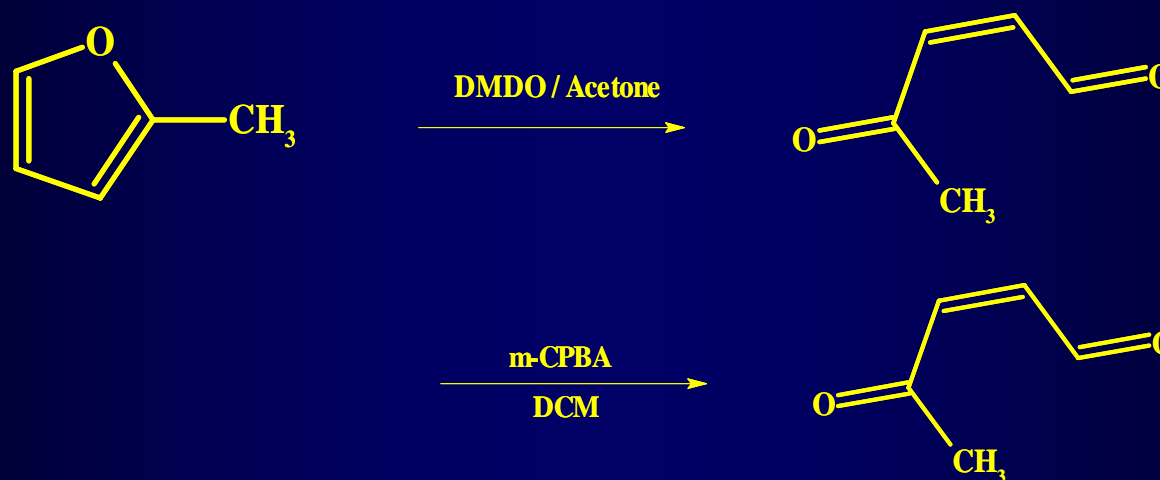 O
CH3
DMDO / Acetone
O
O
CH3
m-CPBA
DCM
O
O
CH3